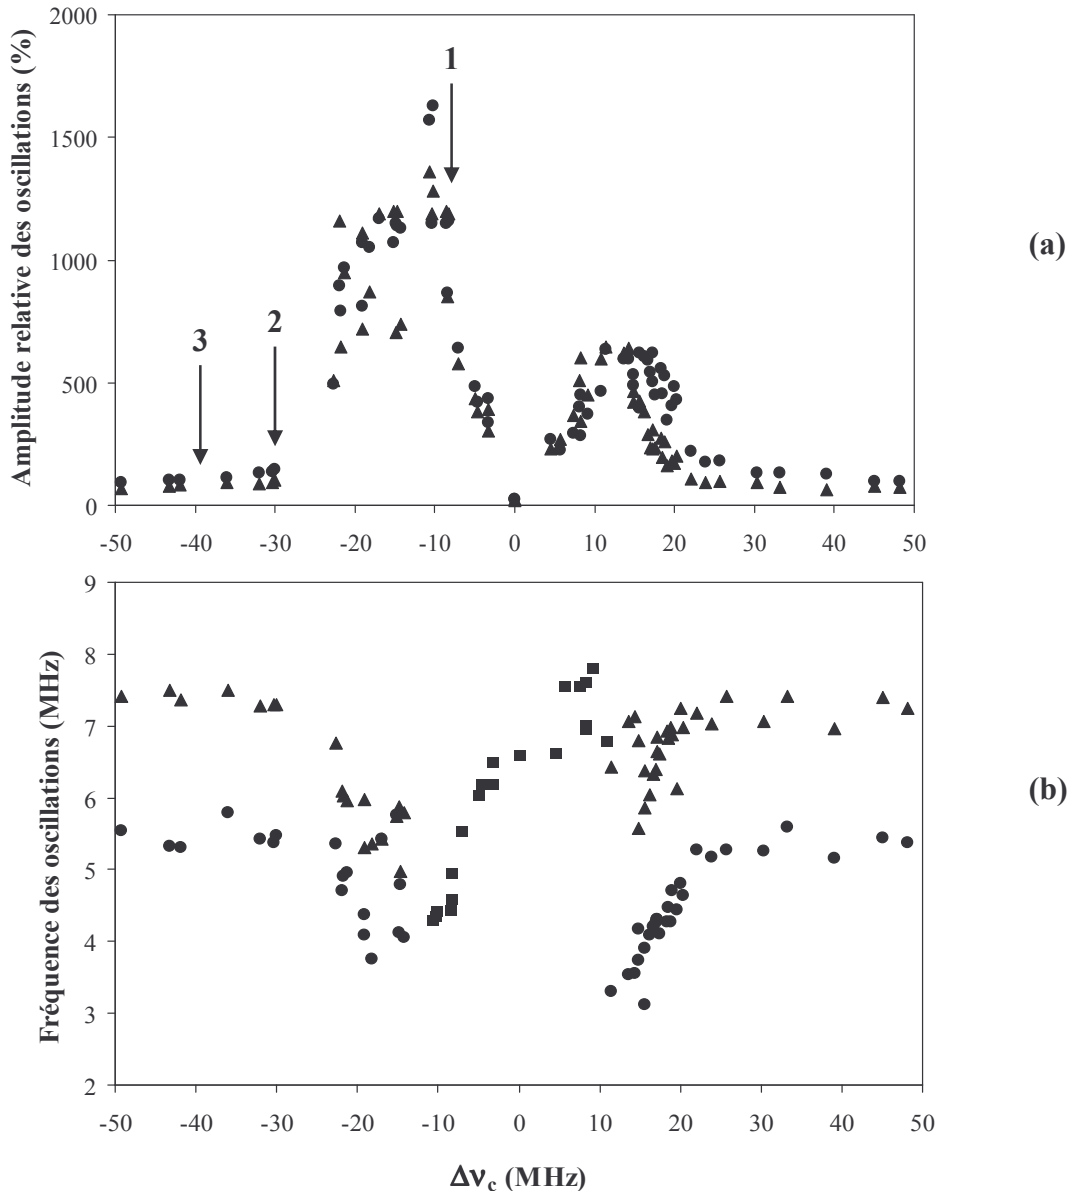 Amplitude relative des oscillations (%)
2000
1500
1000
500
0
1
2
3
-50 -40 -30 -20 -10 0 10 20 30 40 50
(a)
Fréquence des oscillations (MHz)
9
8
7
6
5
4
3
2
-50 -40 -30 -20 -10 0 10 20 30 40 50
(b)
Δνc (MHz)